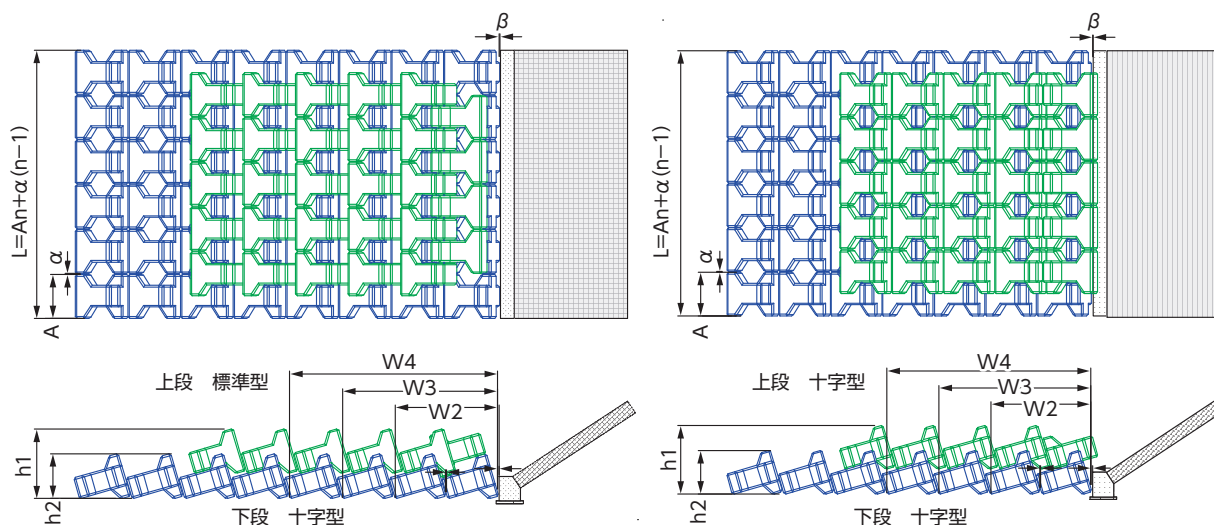 β
L=An+α(n−1)
α
A
上段 標準型
W4
W3
W2
h1
h2
下段 十字型
β
L=An+α(n−1)
α
A
上段 十字型
W4
W3
W2
h1
h2
下段 十字型